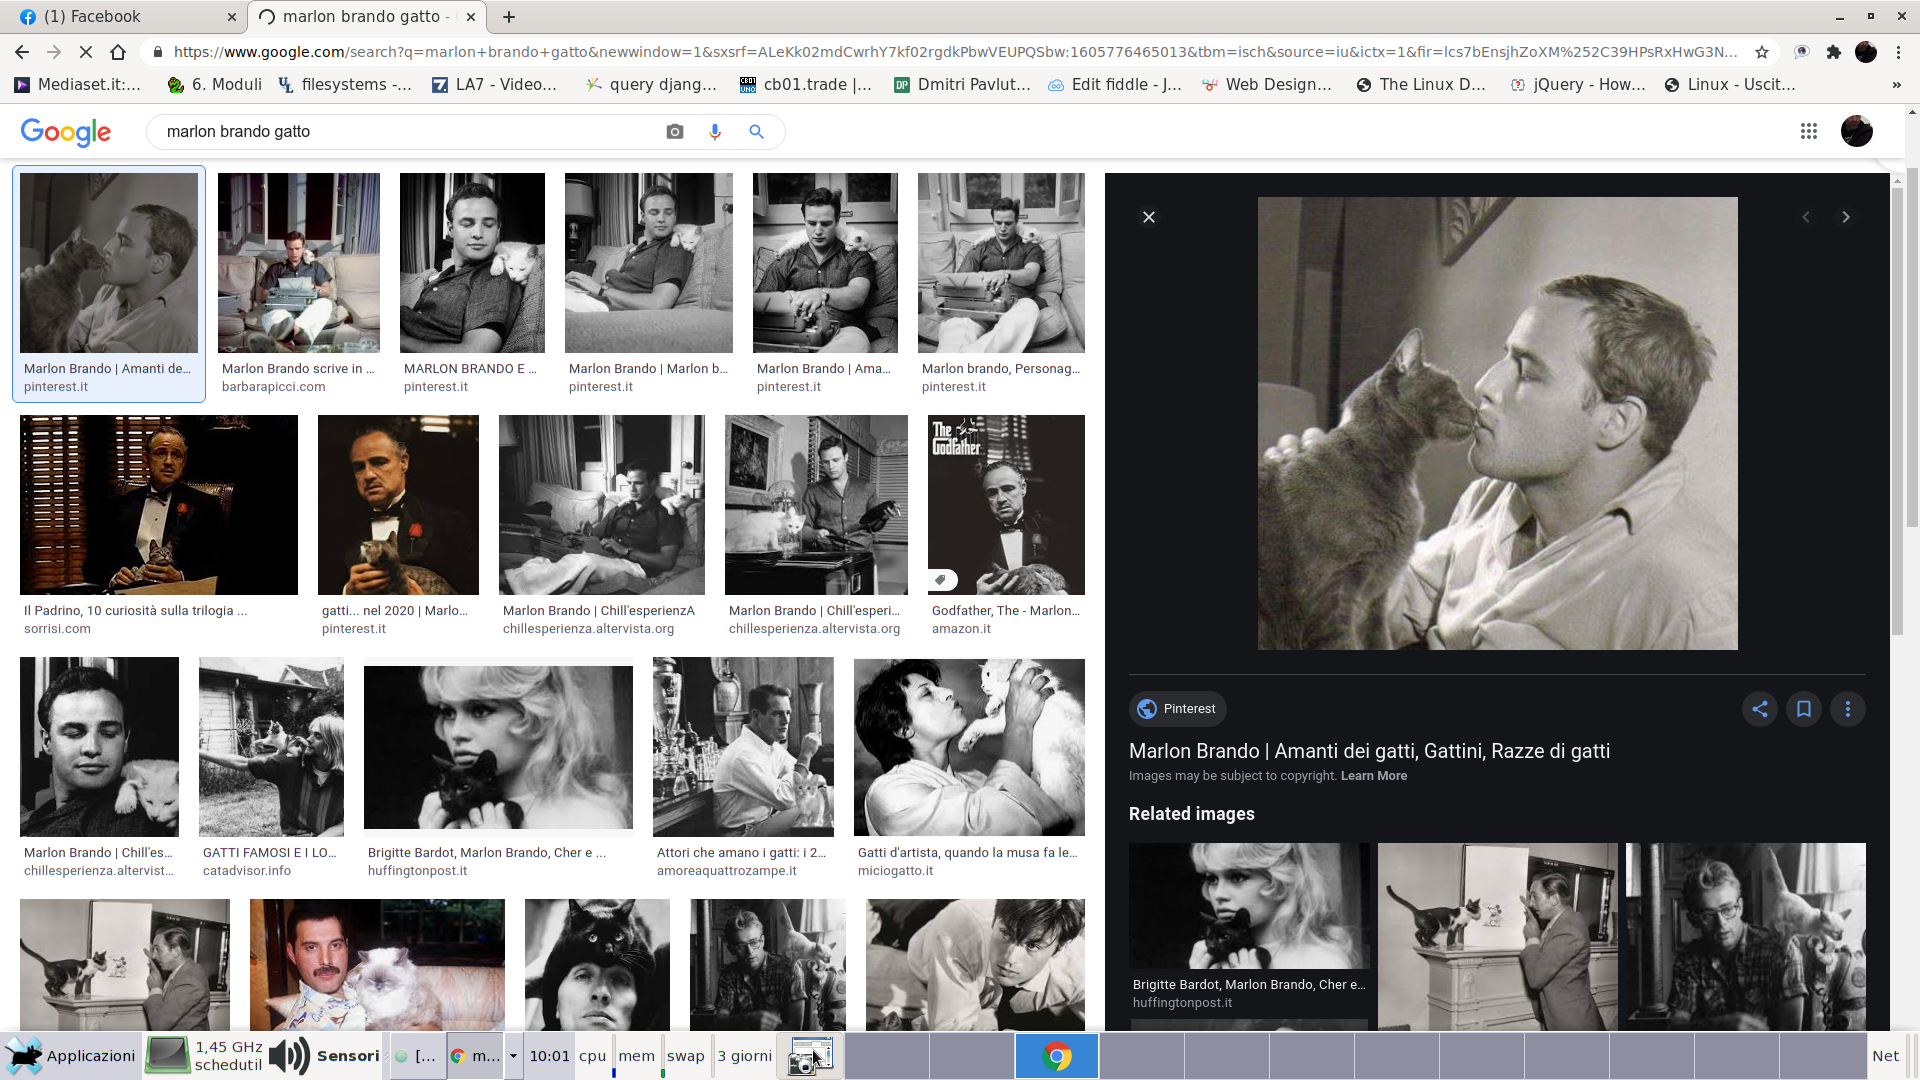 (1) Facebook
marlon brando gatto -
https://www.google.com/search?q=marlon+brando+gatto&newwindow=1&sxsrf=ALeKk02mdCwrhY7kf02rgdkPbwVEUPQSbw:1605776465013&tbm=isch&source=iu&ictx=1&fir=lcs7bEnsjhZoXM%252C39HPsRxHwG3N...
Mediaset.it:...
6. Moduli
filesystems -...
LA7 - Video...
query djang...
cb01.trade |...
Dmitri Pavlut...
Edit fiddle - J...
Web Design...
The Linux D...
jQuery - How...
Linux - Uscit...
»
Google
marlon brando gatto
Marlon Brando | Amanti de...
pinterest.it
Marlon Brando scrive in ...
barbarapicci.com
MARLON BRANDO E ...
pinterest.it
Marlon Brando | Marlon b...
pinterest.it
Marlon Brando | Ama...
pinterest.it
Marlon brando, Personag...
pinterest.it
The
Godfather
Il Padrino, 10 curiosità sulla trilogia ...
sorrisi.com
gatti... nel 2020 | Marlo...
pinterest.it
Marlon Brando | Chill'esperienzA
chillesperienza.altervista.org
Marlon Brando | Chill'esperi...
chillesperienza.altervista.org
Godfather, The - Marlon...
amazon.it
Marlon Brando | Chill'es...
chillesperienza.altervist...
GATTI FAMOSI E I LO...
catadvisor.info
Brigitte Bardot, Marlon Brando, Cher e ...
huffingtonpost.it
Attori che amano i gatti: i 2...
amoreaquattrozampe.it
Gatti d'artista, quando la musa fa le...
miciogatto.it
Pinterest
Marlon Brando | Amanti dei gatti, Gattini, Razze di gatti
Images may be subject to copyright. Learn More
Related images
Brigitte Bardot, Marlon Brando, Cher e...
huffingtonpost.it
Applicazioni
1,45 GHz
schedutil
Sensori
[...
m...
10:01
cpu
mem
swap
3 giorni
Net